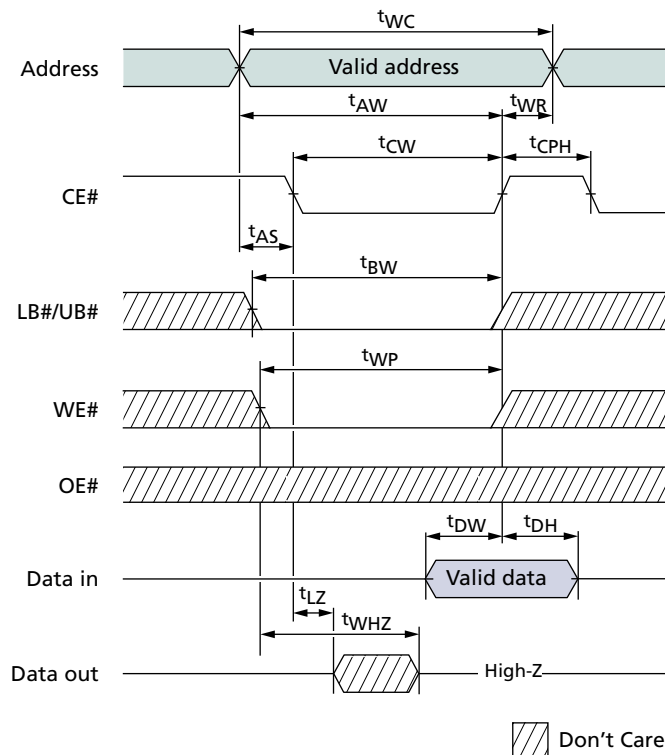 tWC
Address
Valid address
tAW
tWR
tCW
tCPH
CE#
tAS
tBW
LB#/UB#
tWP
WE#
OE#
tDW
tDH
Data in
Valid data
tLZ
tWHZ
Data out
High-Z
Don't Care